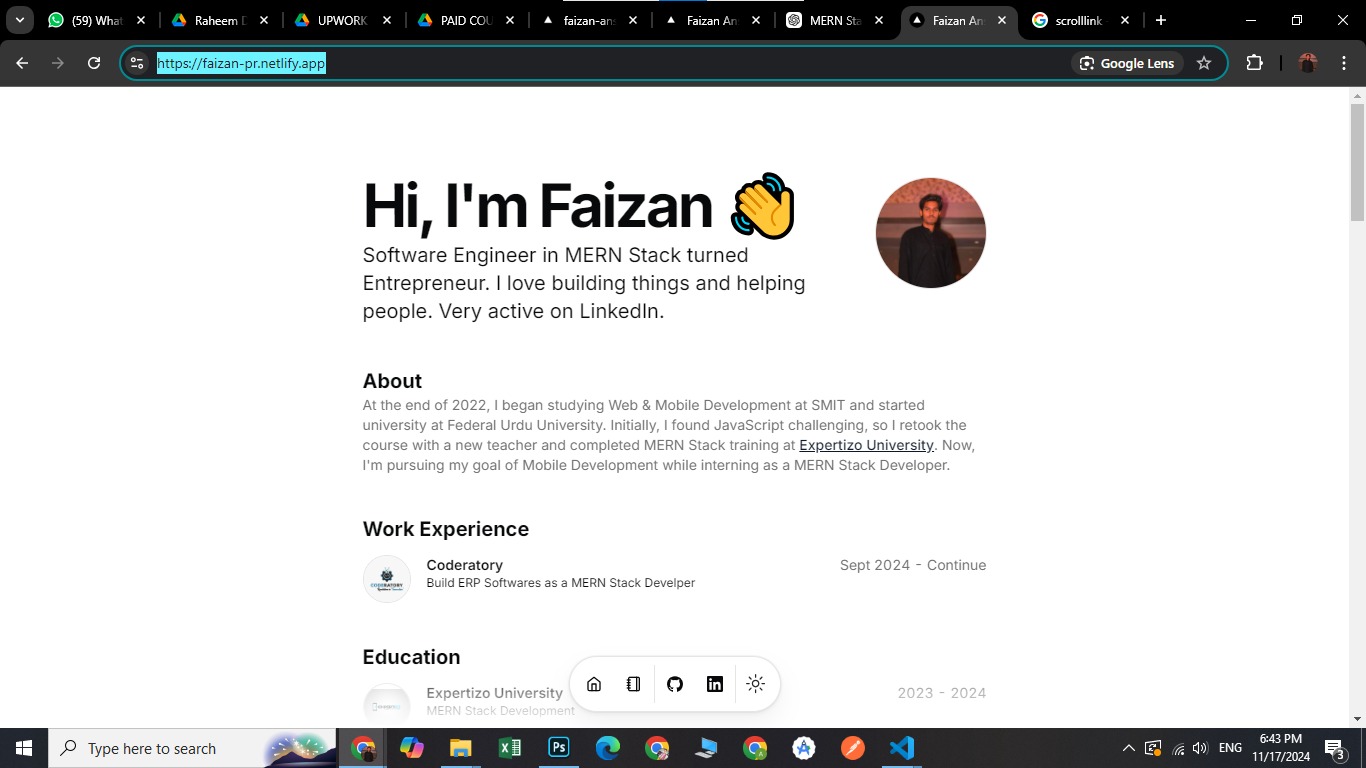 (59) What
Raheem D
UPWORK
PAID COU
faizan-ans
Faizan Ans
MERN Sta
Faizan Ans
scrolllink
https://faizan-pr.netlify.app
Google Lens
Hi, I'm Faizan
Software Engineer in MERN Stack turned
Entrepreneur. I love building things and helping
people. Very active on LinkedIn.
About
At the end of 2022, I began studying Web & Mobile Development at SMIT and started
university at Federal Urdu University. Initially, I found JavaScript challenging, so I retook the
course with a new teacher and completed MERN Stack training at Expertizo University. Now,
I'm pursuing my goal of Mobile Development while interning as a MERN Stack Developer.
Work Experience
CODERATORY
Coderatory
Sept 2024 - Continue
Build ERP Softwares as a MERN Stack Develper
Education
Expertizo University
2023 - 2024
MERN Stack Development
Type here to search
Ps
ENG
6:43 PM
11/17/2024
3